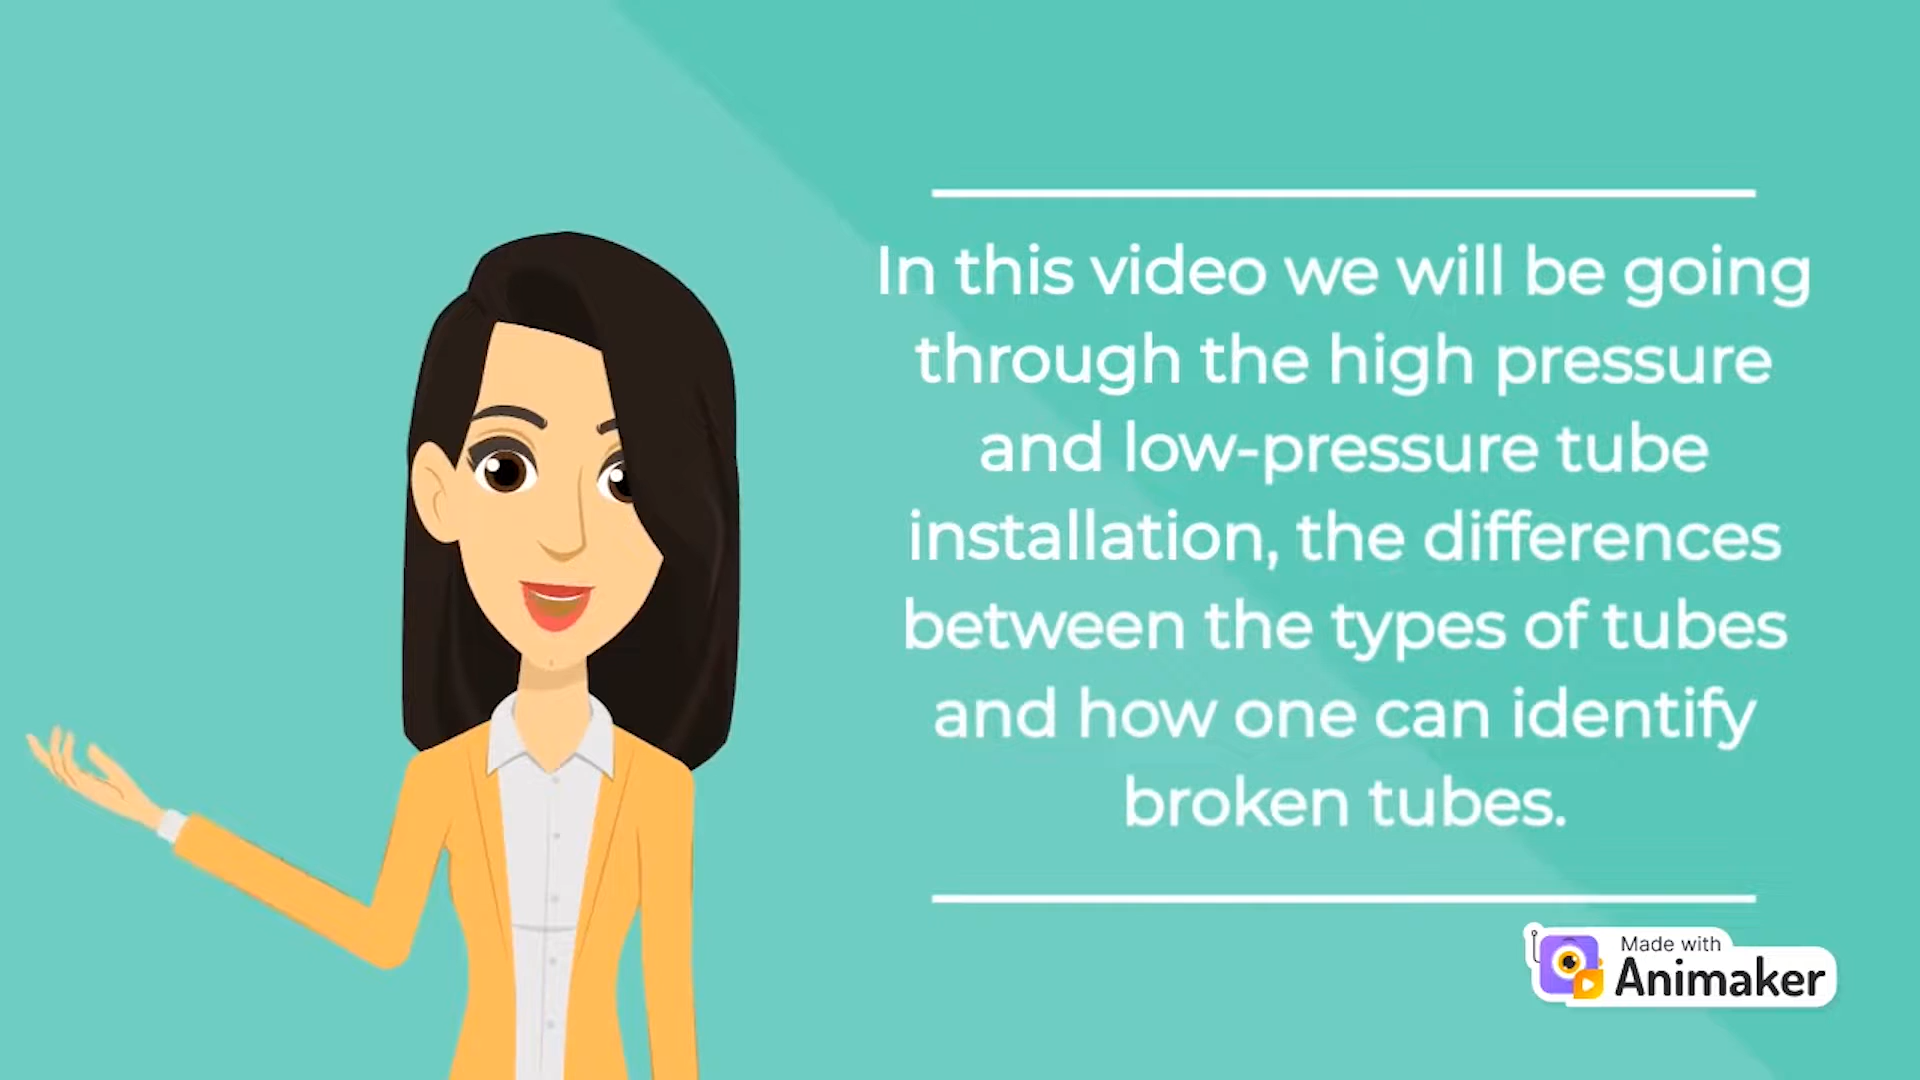 In this video we will be going
through the high pressure
and low-pressure tube
installation, the differences
between the types of tubes
and how one can identify
broken tubes.
Made with
Animaker